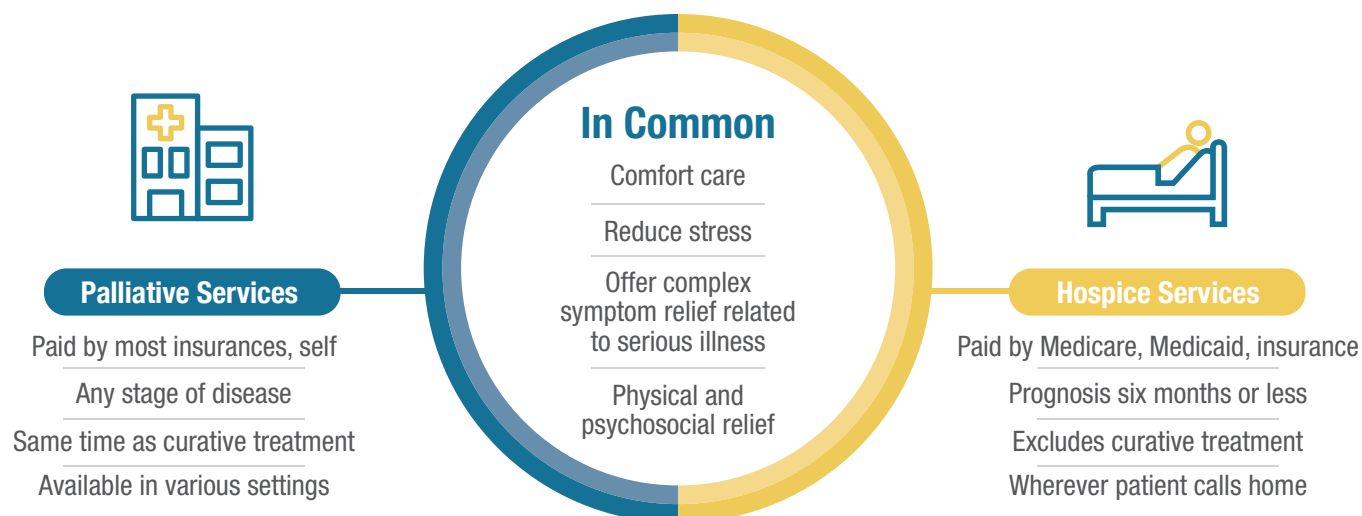 Palliative Services
Paid by most insurances, self
Any stage of disease
Same time as curative treatment
Available in various settings
In Common
Comfort care
Reduce stress
Offer complex
symptom relief related
to serious illness
Physical and
psychosocial relief
Hospice Services
Paid by Medicare, Medicaid, insurance
Prognosis six months or less
Excludes curative treatment
Wherever patient calls home